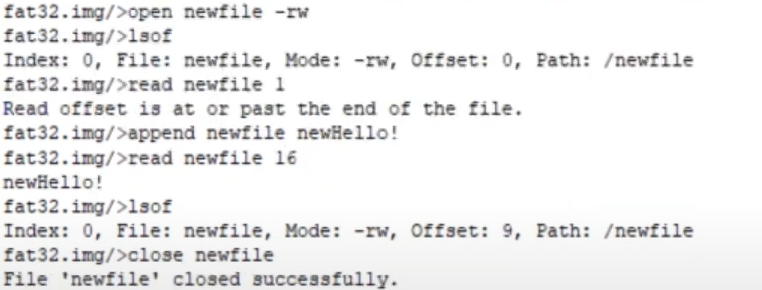 fat32.img/>open newfile -rw
fat32.img/>lsof
Index: 0, File: newfile, Mode: -rw, Offset: 0, Path: /newfile
fat32.img/>read newfile 1
Read offset is at or past the end of the file.
fat32.img/>append newfile newHello!
fat32.img/>read newfile 16
newHello!
fat32.img/>lsof
Index: 0, File: newfile, Mode: -rw, Offset: 9, Path: /newfile
fat32.img/>close newfile
File 'newfile' closed successfully.